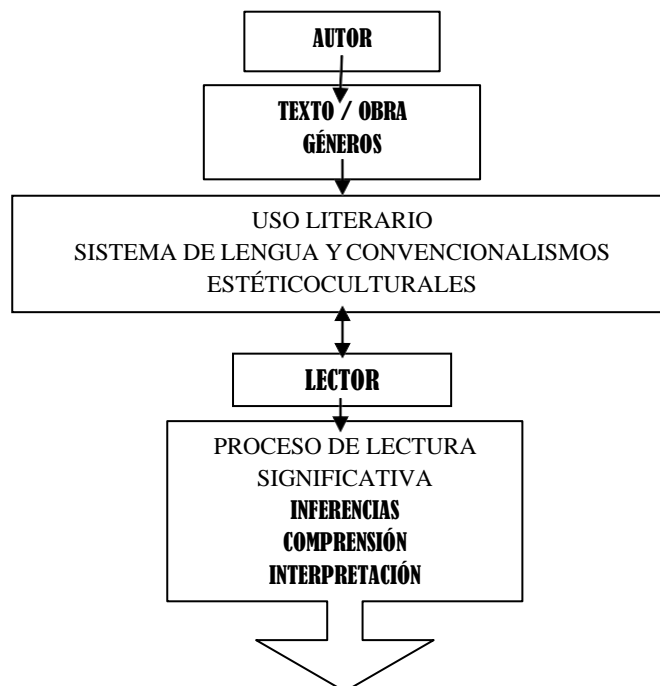 AUTOR
TEXTO / OBRA
GÉNEROS
USO LITERARIO
SISTEMA DE LENGUA Y CONVENCIONALISMOS
ESTÉTICOCULTURALES
LECTOR
PROCESO DE LECTURA
SIGNIFICATIVA
INFERENCIAS
COMPRENSIÓN
INTERPRETACIÓN